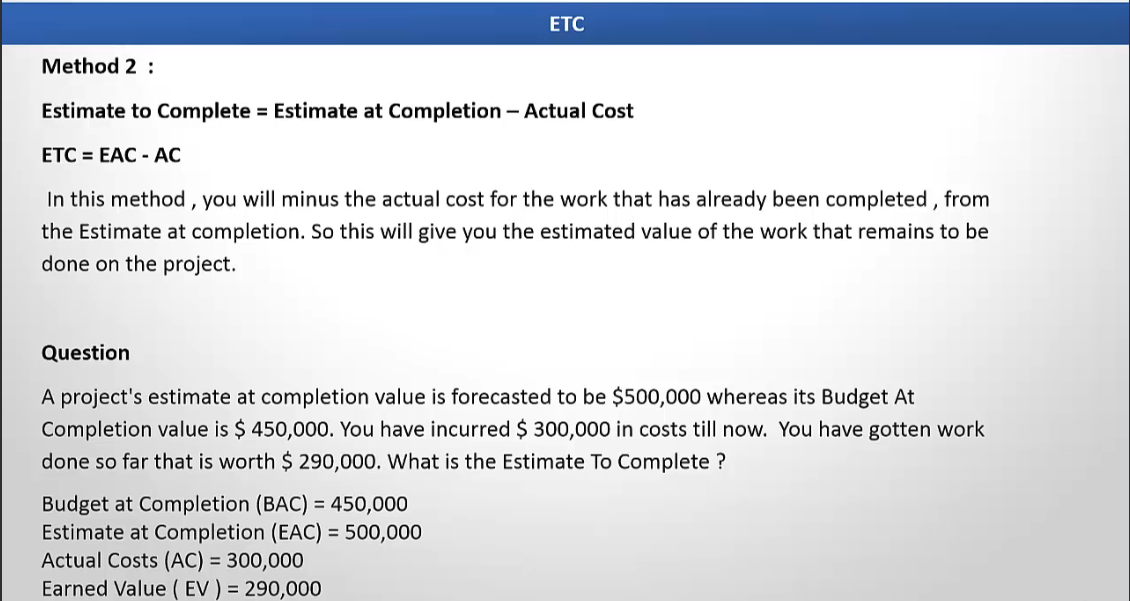 ETC
Method 2 :
Estimate to Complete = Estimate at Completion – Actual Cost
ETC = EAC - AC
In this method , you will minus the actual cost for the work that has already been completed , from
the Estimate at completion. So this will give you the estimated value of the work that remains to be
done on the project.
Question
A project's estimate at completion value is forecasted to be $500,000 whereas its Budget At
Completion value is $ 450,000. You have incurred $ 300,000 in costs till now. You have gotten work
done so far that is worth $ 290,000. What is the Estimate To Complete ?
Budget at Completion (BAC) = 450,000
Estimate at Completion (EAC) = 500,000
Actual Costs (AC) = 300,000
Earned Value ( EV ) = 290,000